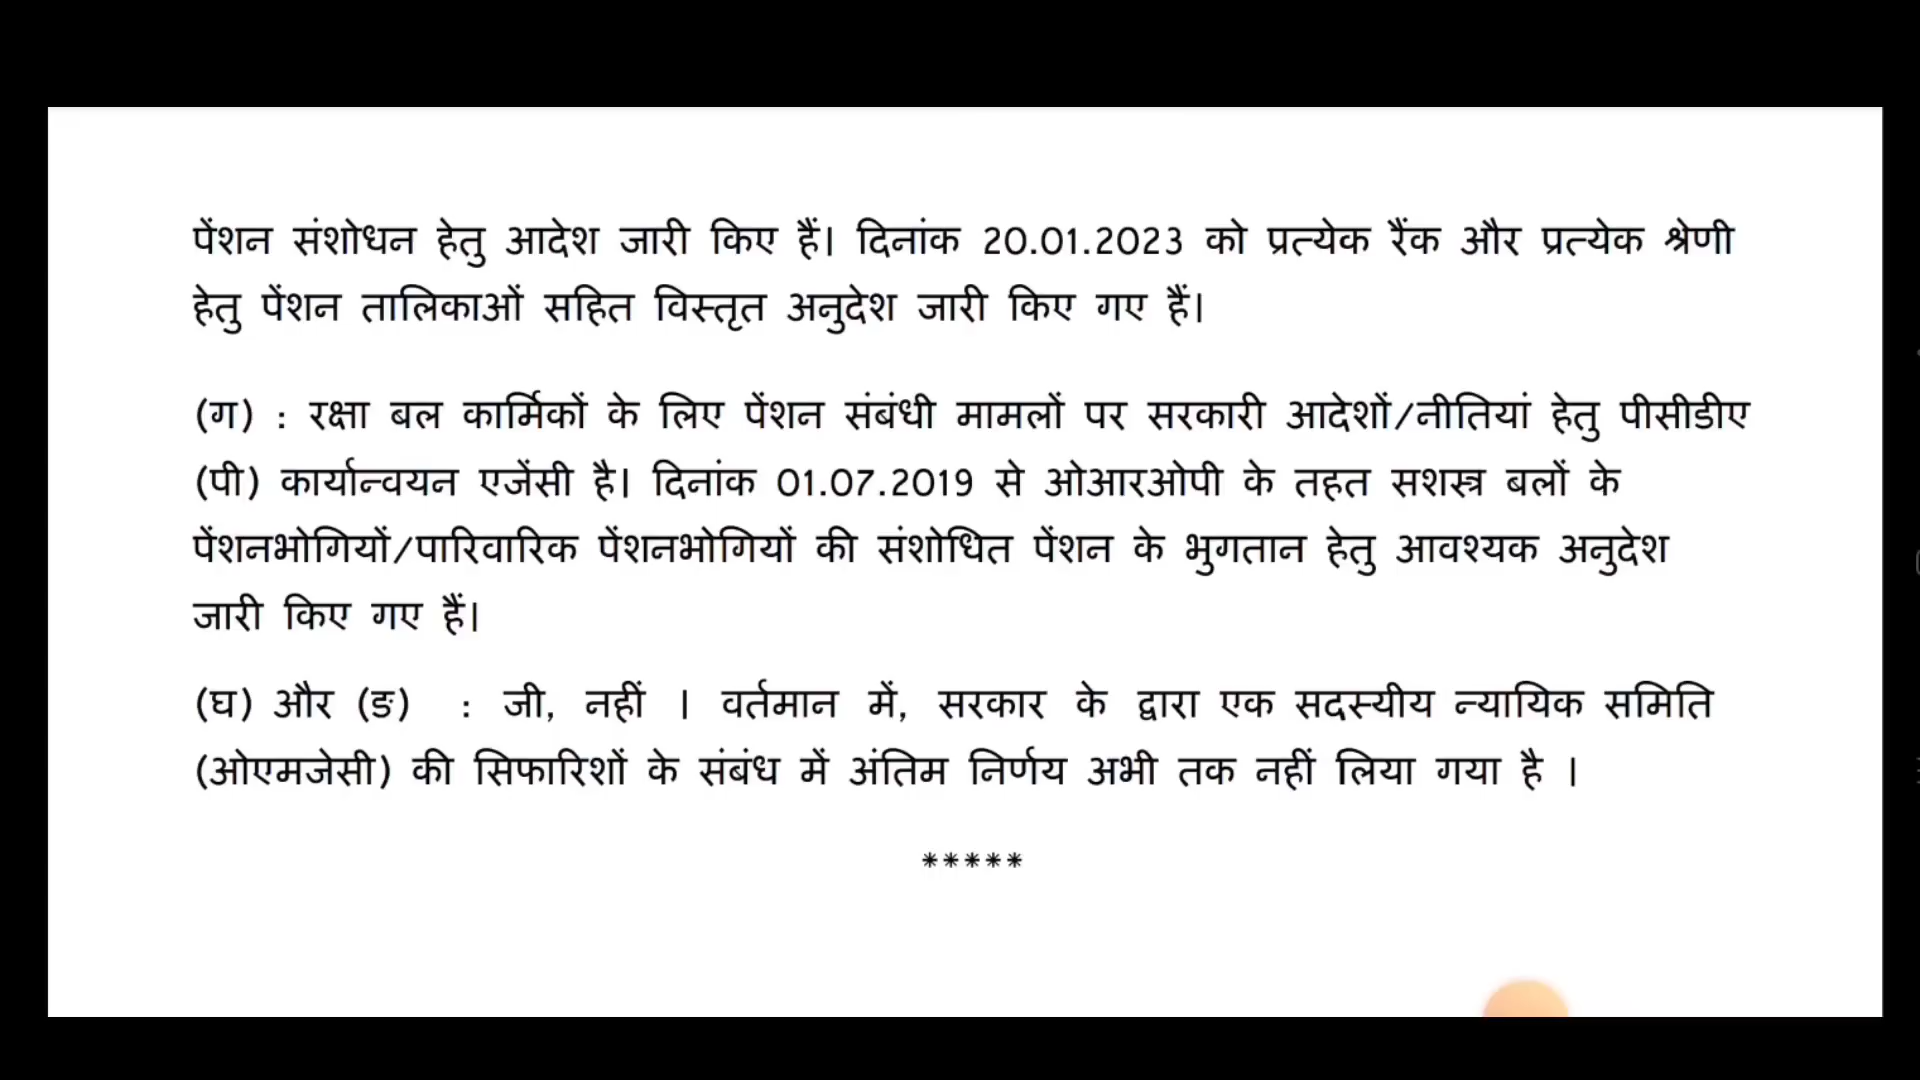 पेंशन संशोधन हेतु आदेश जारी किए हैं। दिनांक 20.01.2023 को प्रत्येक रैंक और प्रत्येक श्रेणी
हेतु पेंशन तालिकाओं सहित विस्तृत अनुदेश जारी किए गए हैं।
(ग) : रक्षा बल कार्मिकों के लिए पेंशन संबंधी मामलों पर सरकारी आदेशों/नीतियां हेतु पीसीडीए
(पी) कार्यान्वयन एजेंसी है। दिनांक 01.07.2019 से ओआरओपी के तहत सशस्त्र बलों के
पेंशनभोगियों/पारिवारिक पेंशनभोगियों की संशोधित पेंशन के भुगतान हेतु आवश्यक अनुदेश
जारी किए गए हैं।
(घ) और (ङ) : जी, नहीं । वर्तमान में, सरकार के द्वारा एक सदस्यीय न्यायिक समिति
(ओएमजेसी) की सिफारिशों के संबंध में अंतिम निर्णय अभी तक नहीं लिया गया है ।
*****